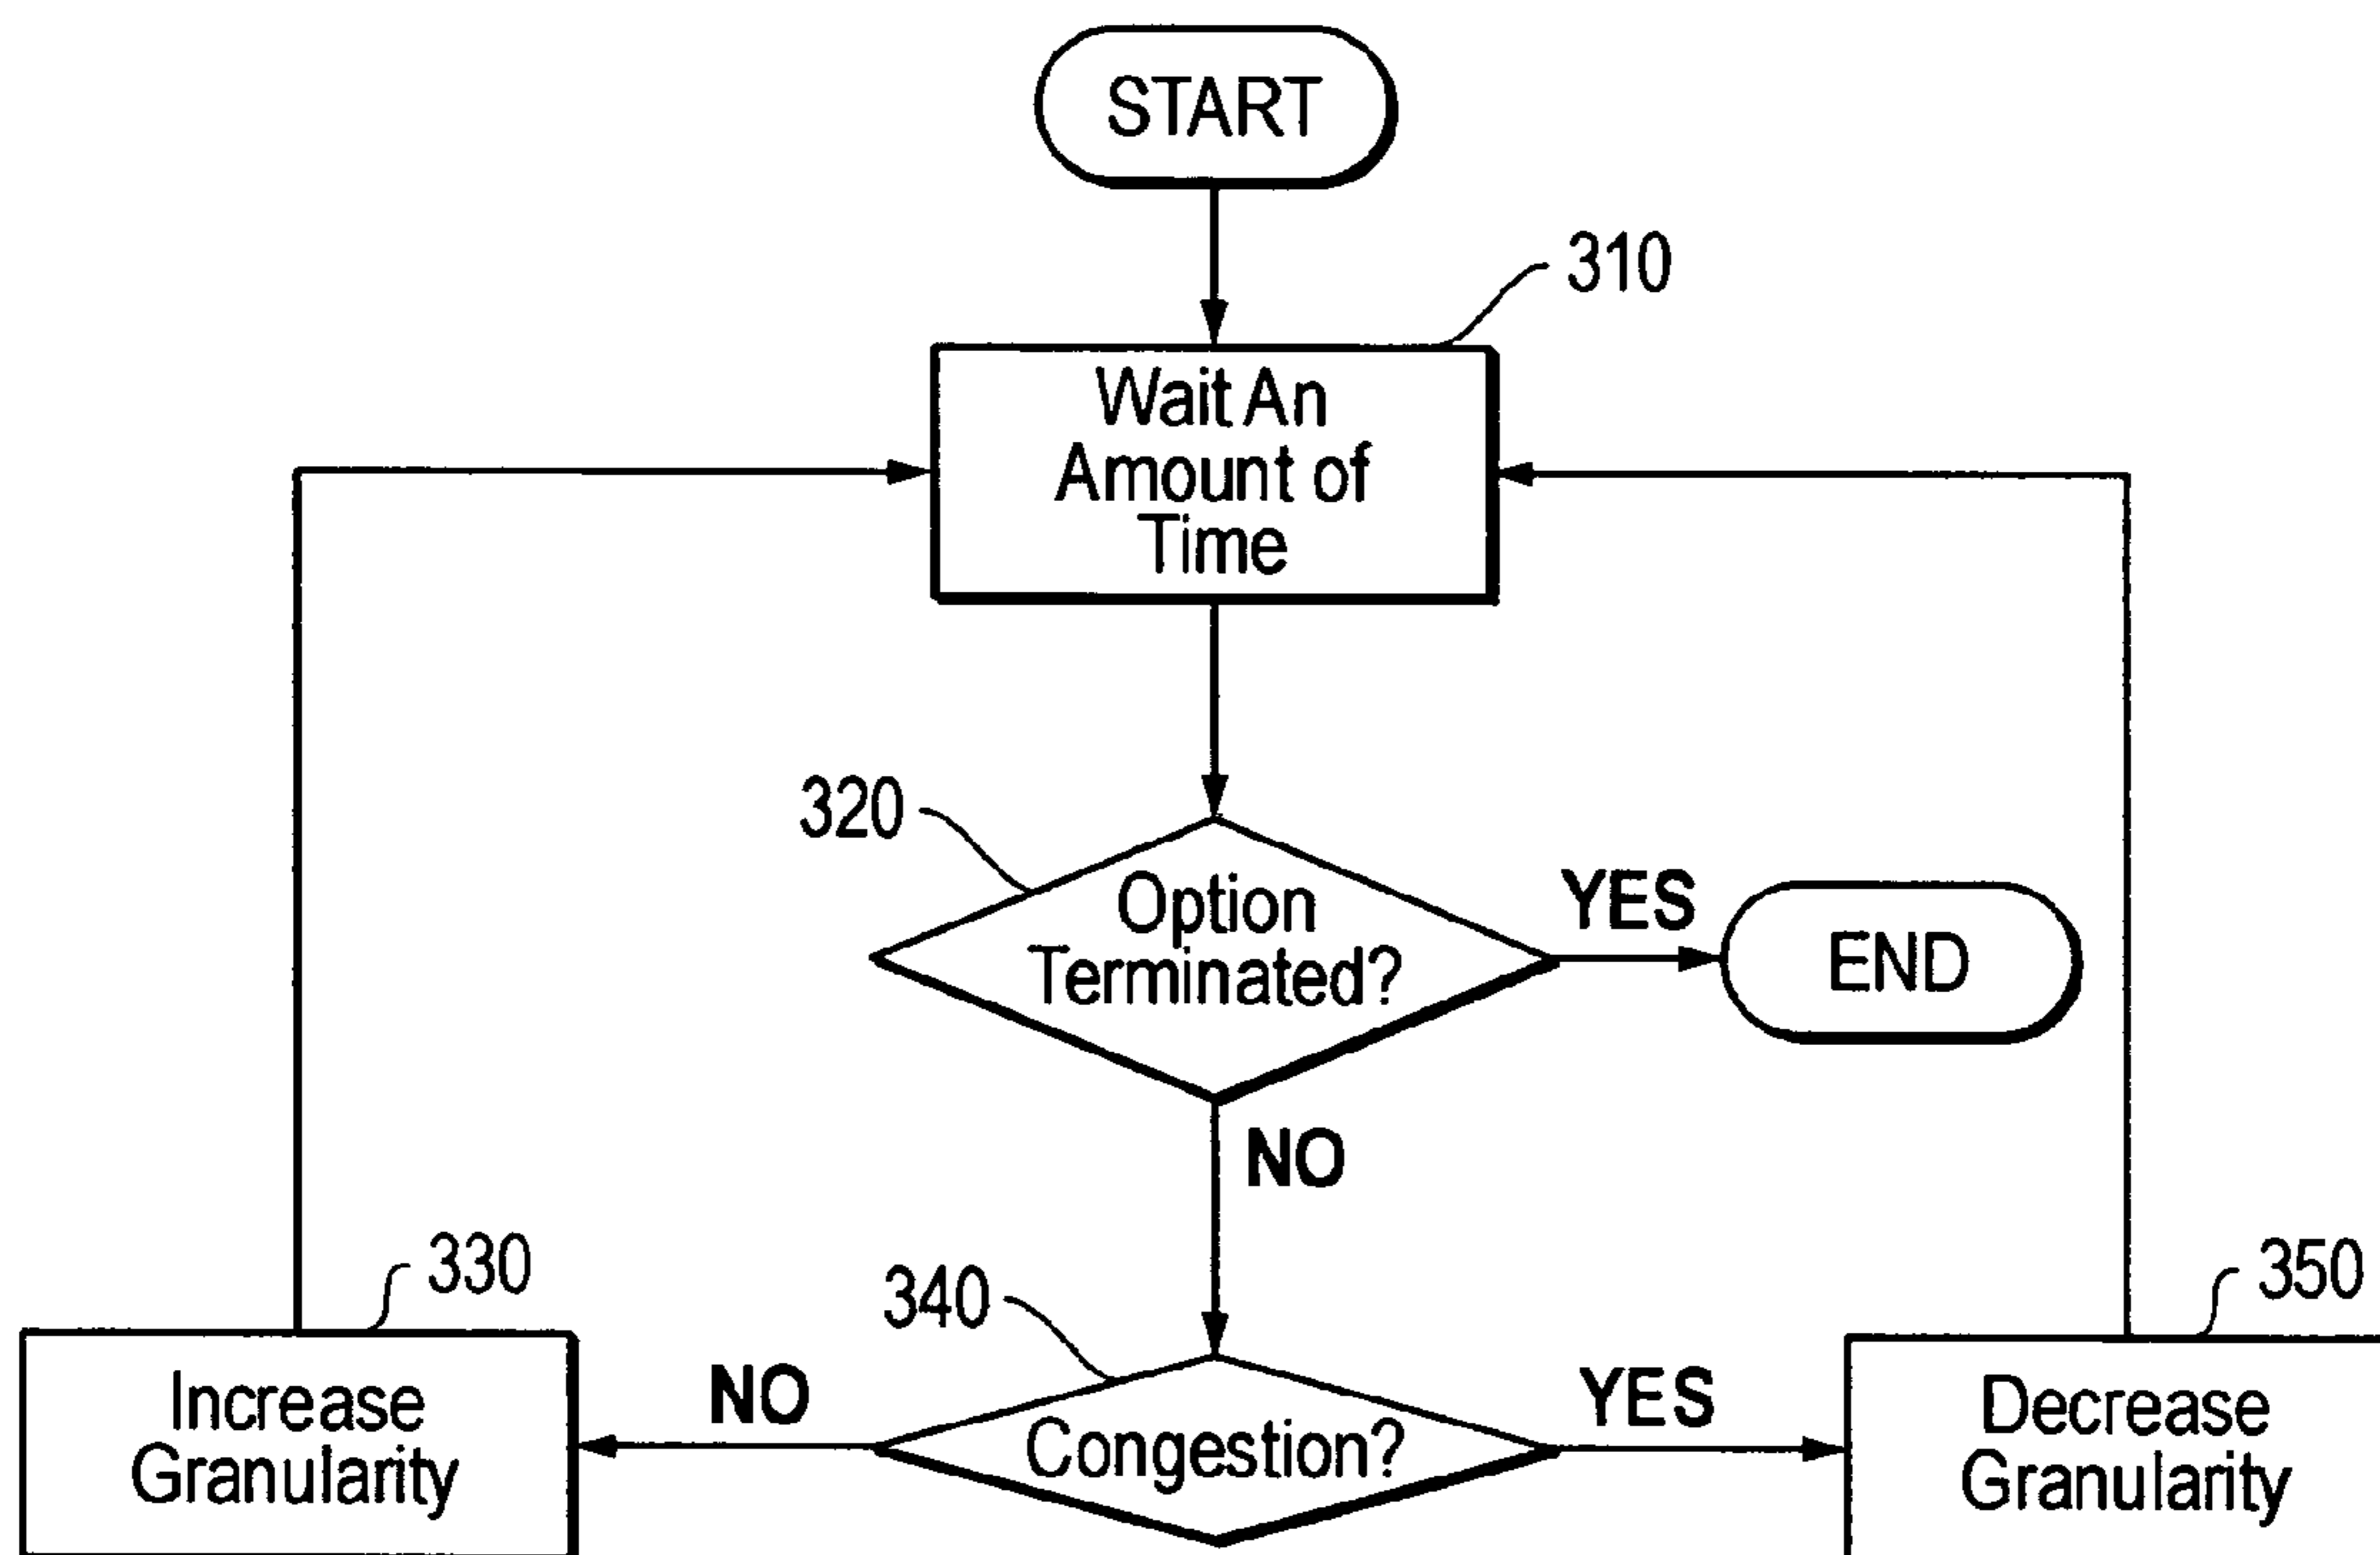 START
310
Wait An
Amount of
Time
320
Option
Terminated?
YES
END
NO
330
340
350
Increase
Granularity
NO
Congestion?
YES
Decrease
Granularity